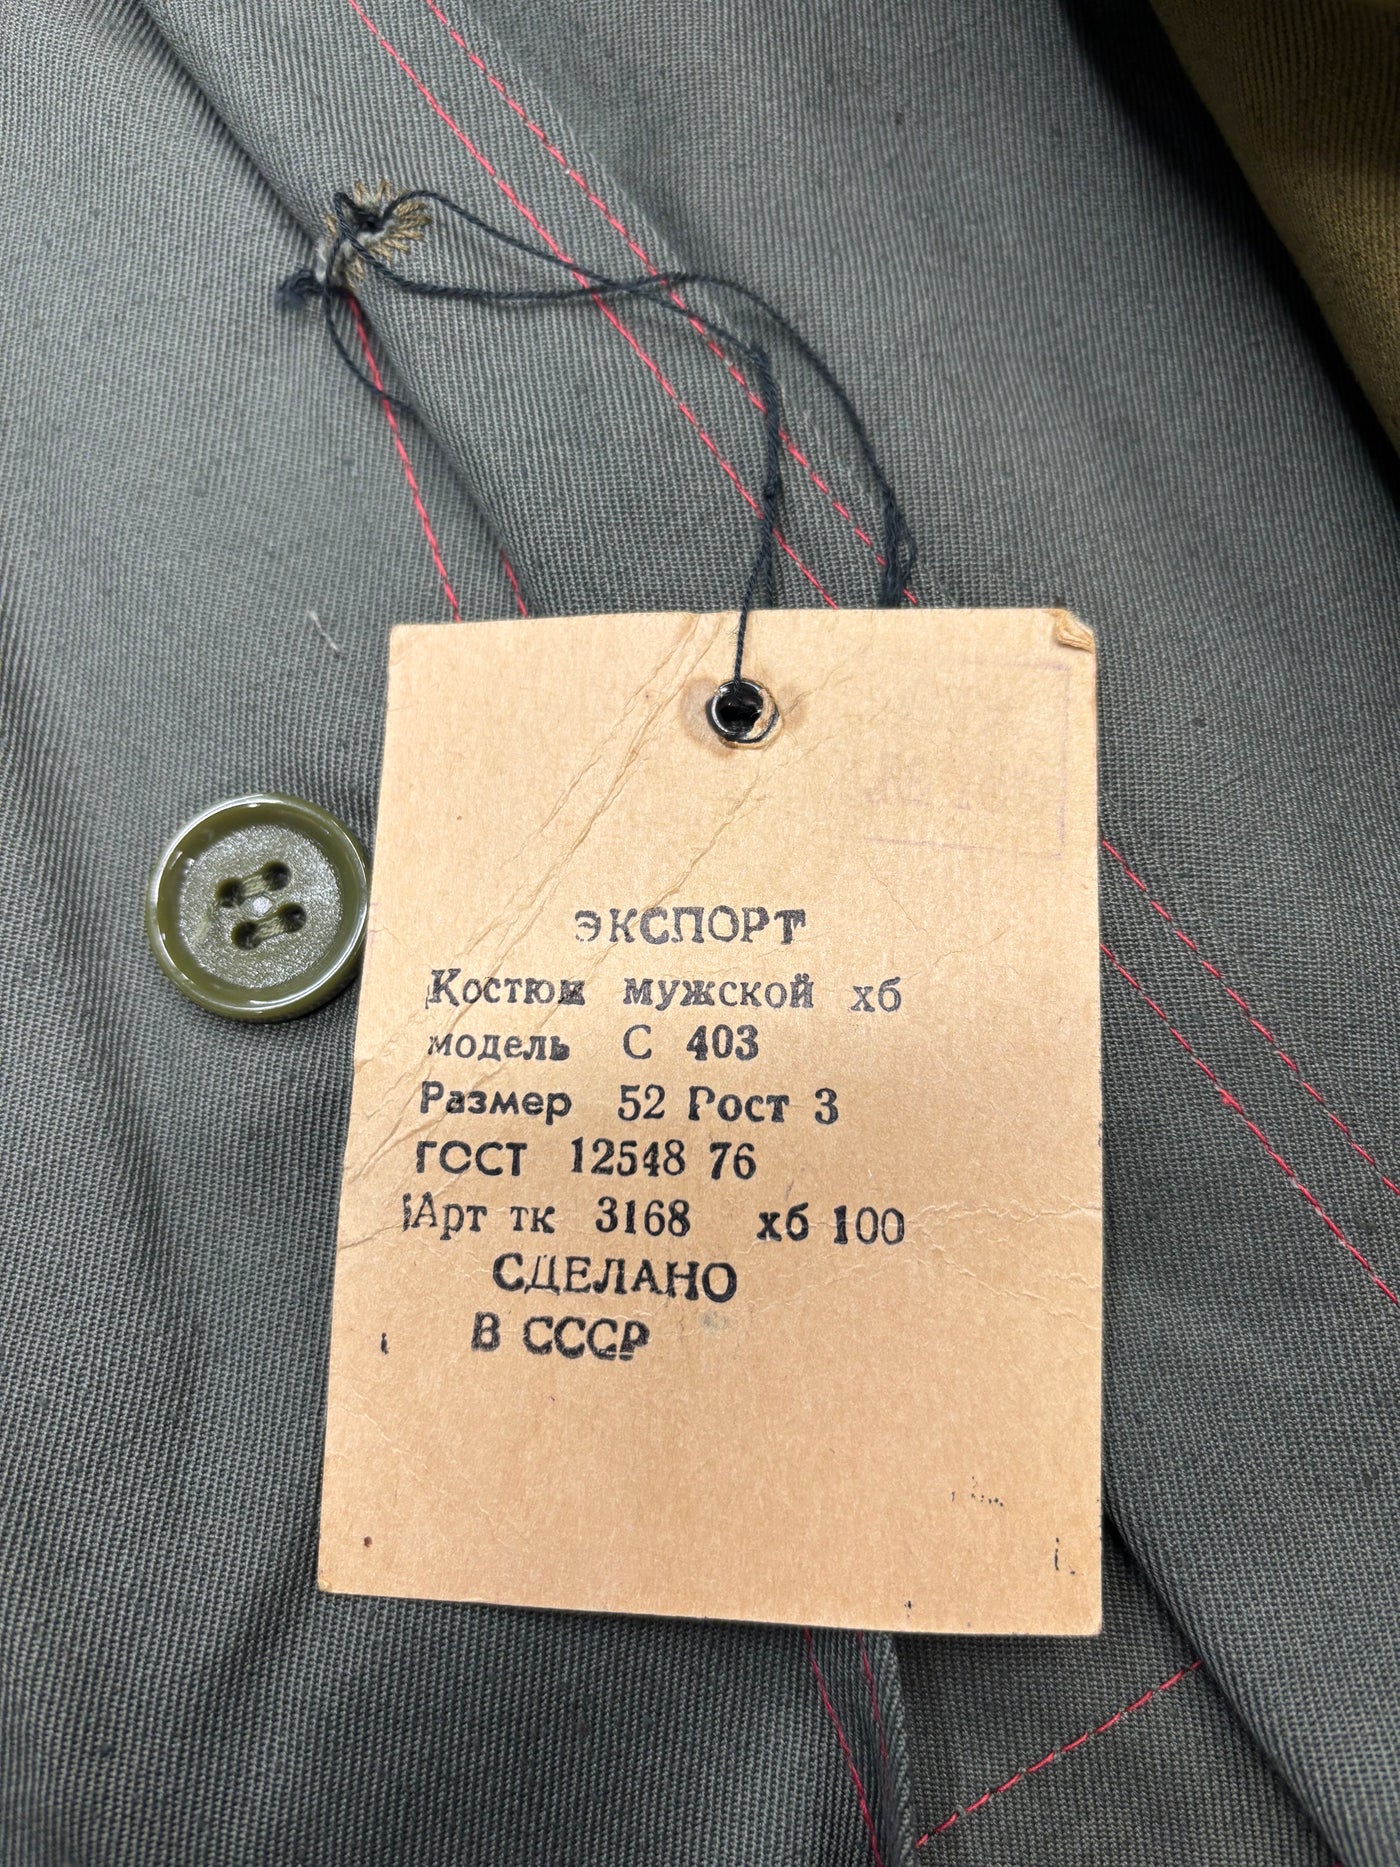 ЭКСПОРТ
Костюм мужской хб
модель С 403
Размер 52 Рост 3
ГОСТ 12548 76
Арт тк 3168 хб 100
СДЕЛАНО
В СССР